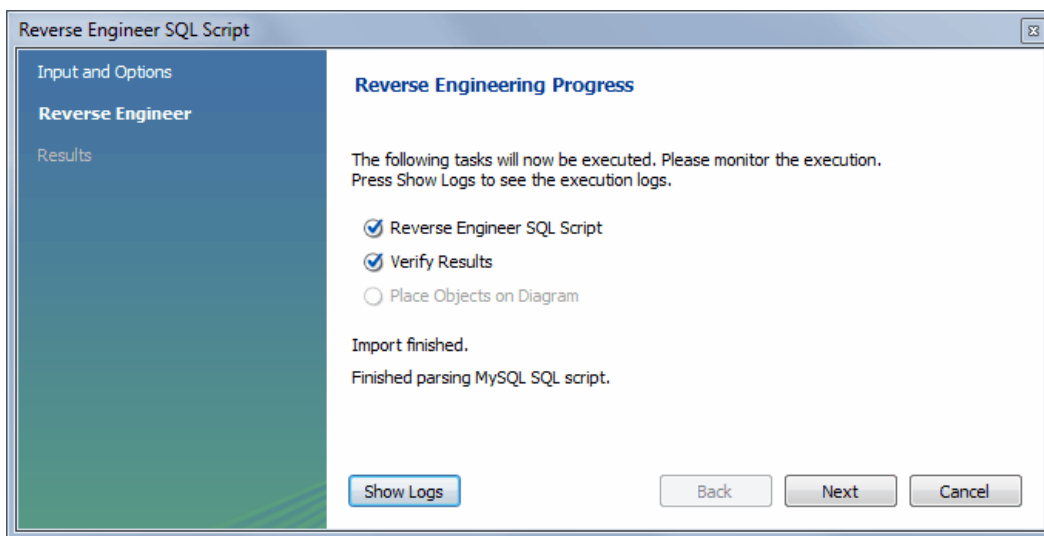 Reverse Engineer SQL Script
Input and Options
Reverse Engineer
Results
Reverse Engineering Progress
The following tasks will now be executed. Please monitor the execution.
Press Show Logs to see the execution logs.
Reverse Engineer SQL Script
Verify Results
Place Objects on Diagram
Import finished.
Finished parsing MySQL SQL script.
Show Logs
Back
Next
Cancel